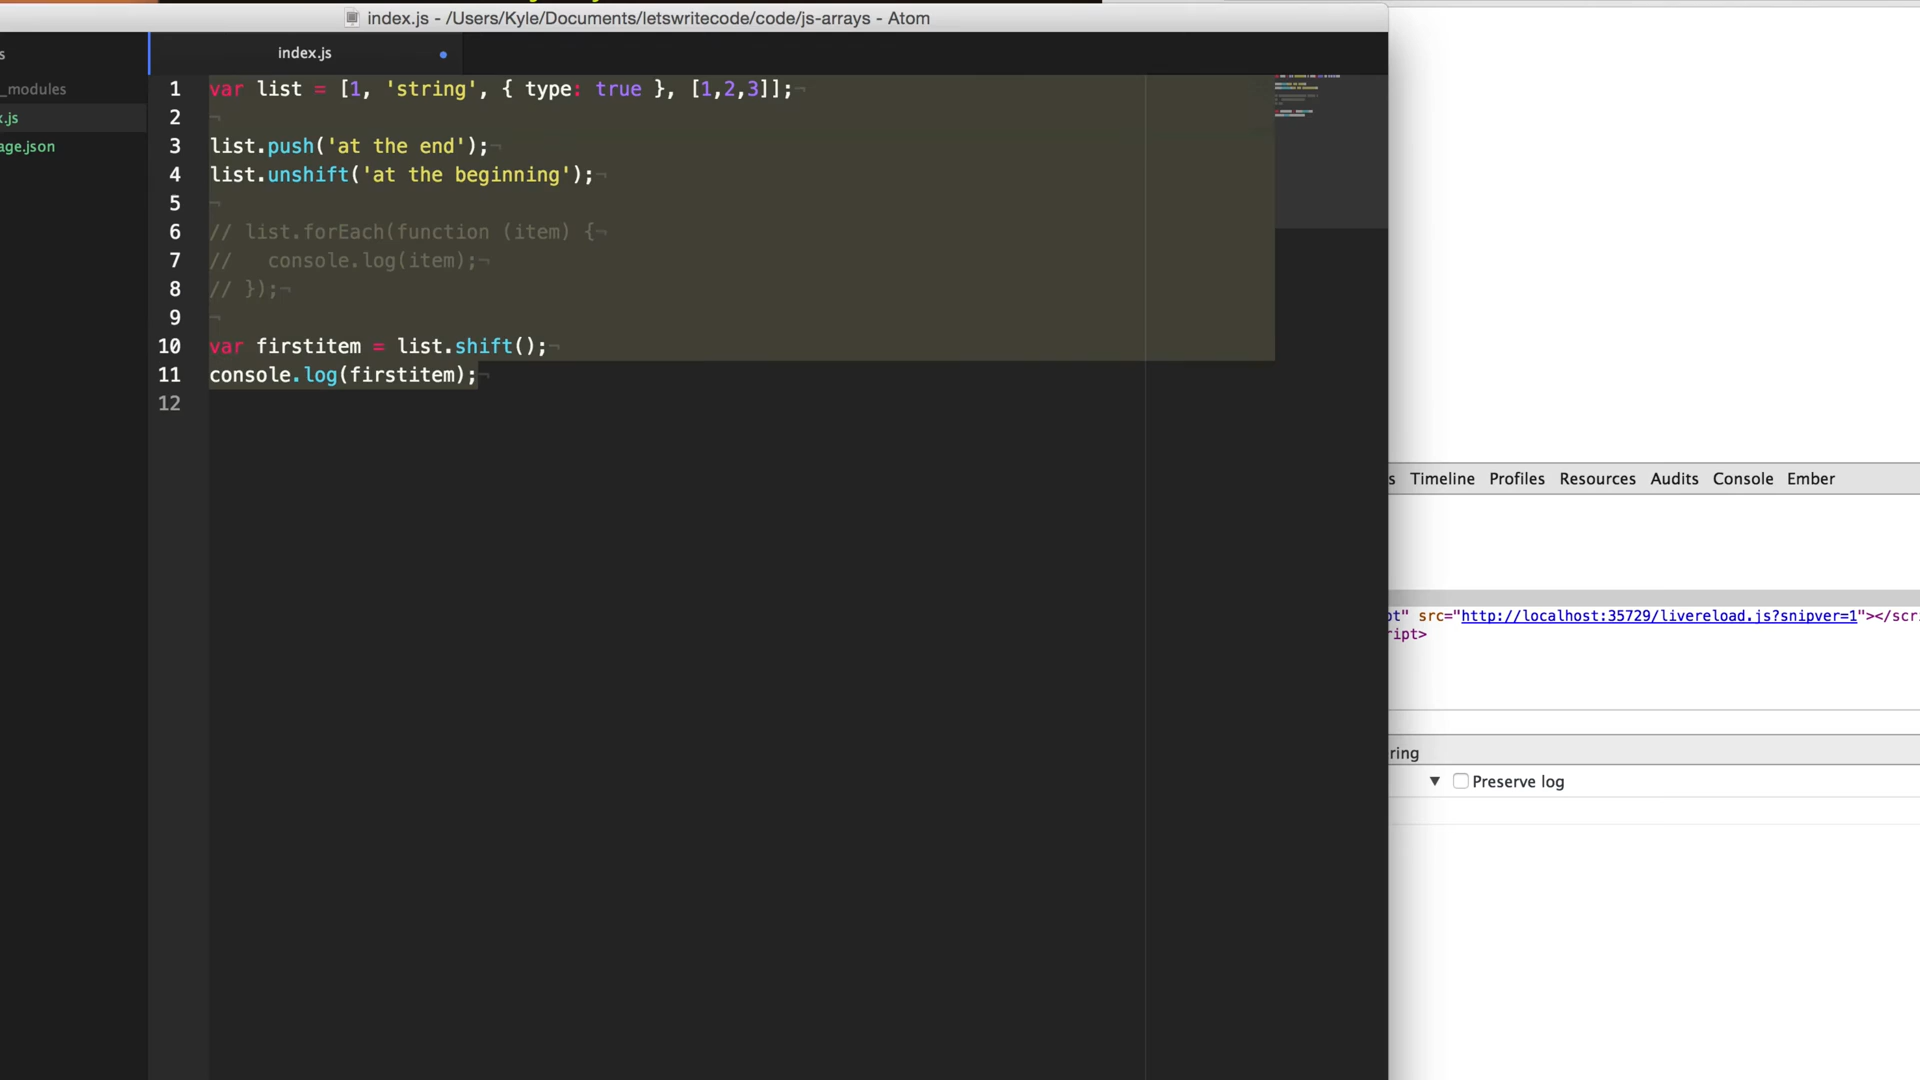 index.js - /Users/Kyle/Documents/letswritecode/code/js-arrays - Atom
s
_modules
x.js
age.json
index.js
1 var list = [1, 'string', { type: true }, [1,2,3]];¬
2 ¬
3 list.push('at the end');¬
4 list.unshift('at the beginning');¬
5 ¬
6 // list.forEach(function (item) {¬
7 //   console.log(item);¬
8 // });¬
9 ¬
10 var firstitem = list.shift();¬
11 console.log(firstitem);¬
12
s Timeline Profiles Resources Audits Console Ember
pt" src="http://localhost:35729/livereload.js?snipver=1"></scri
ript>
ring
▼ Preserve log